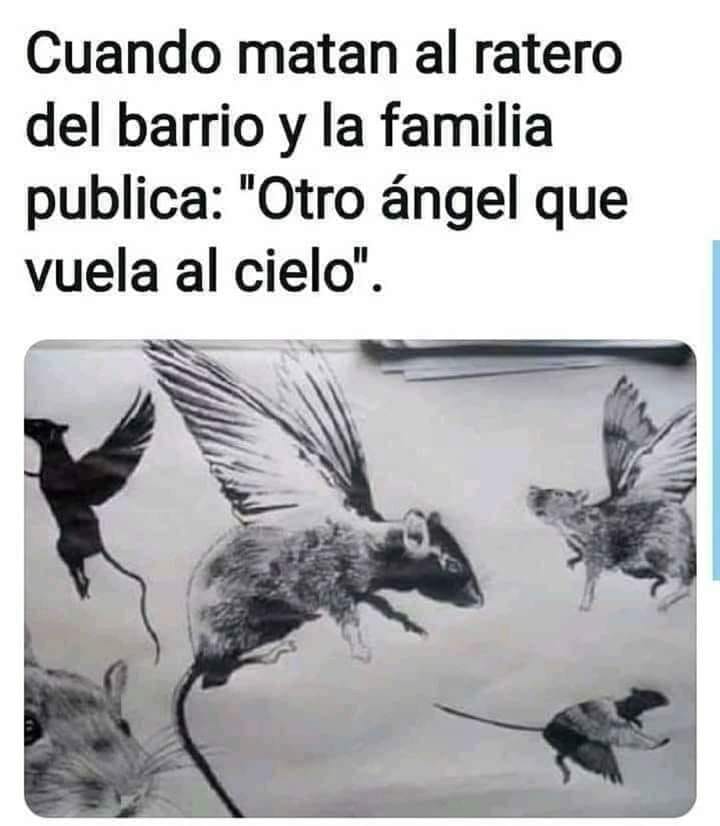 Cuando matan al ratero
del barrio y la familia
publica: "Otro ángel que
vuela al cielo".